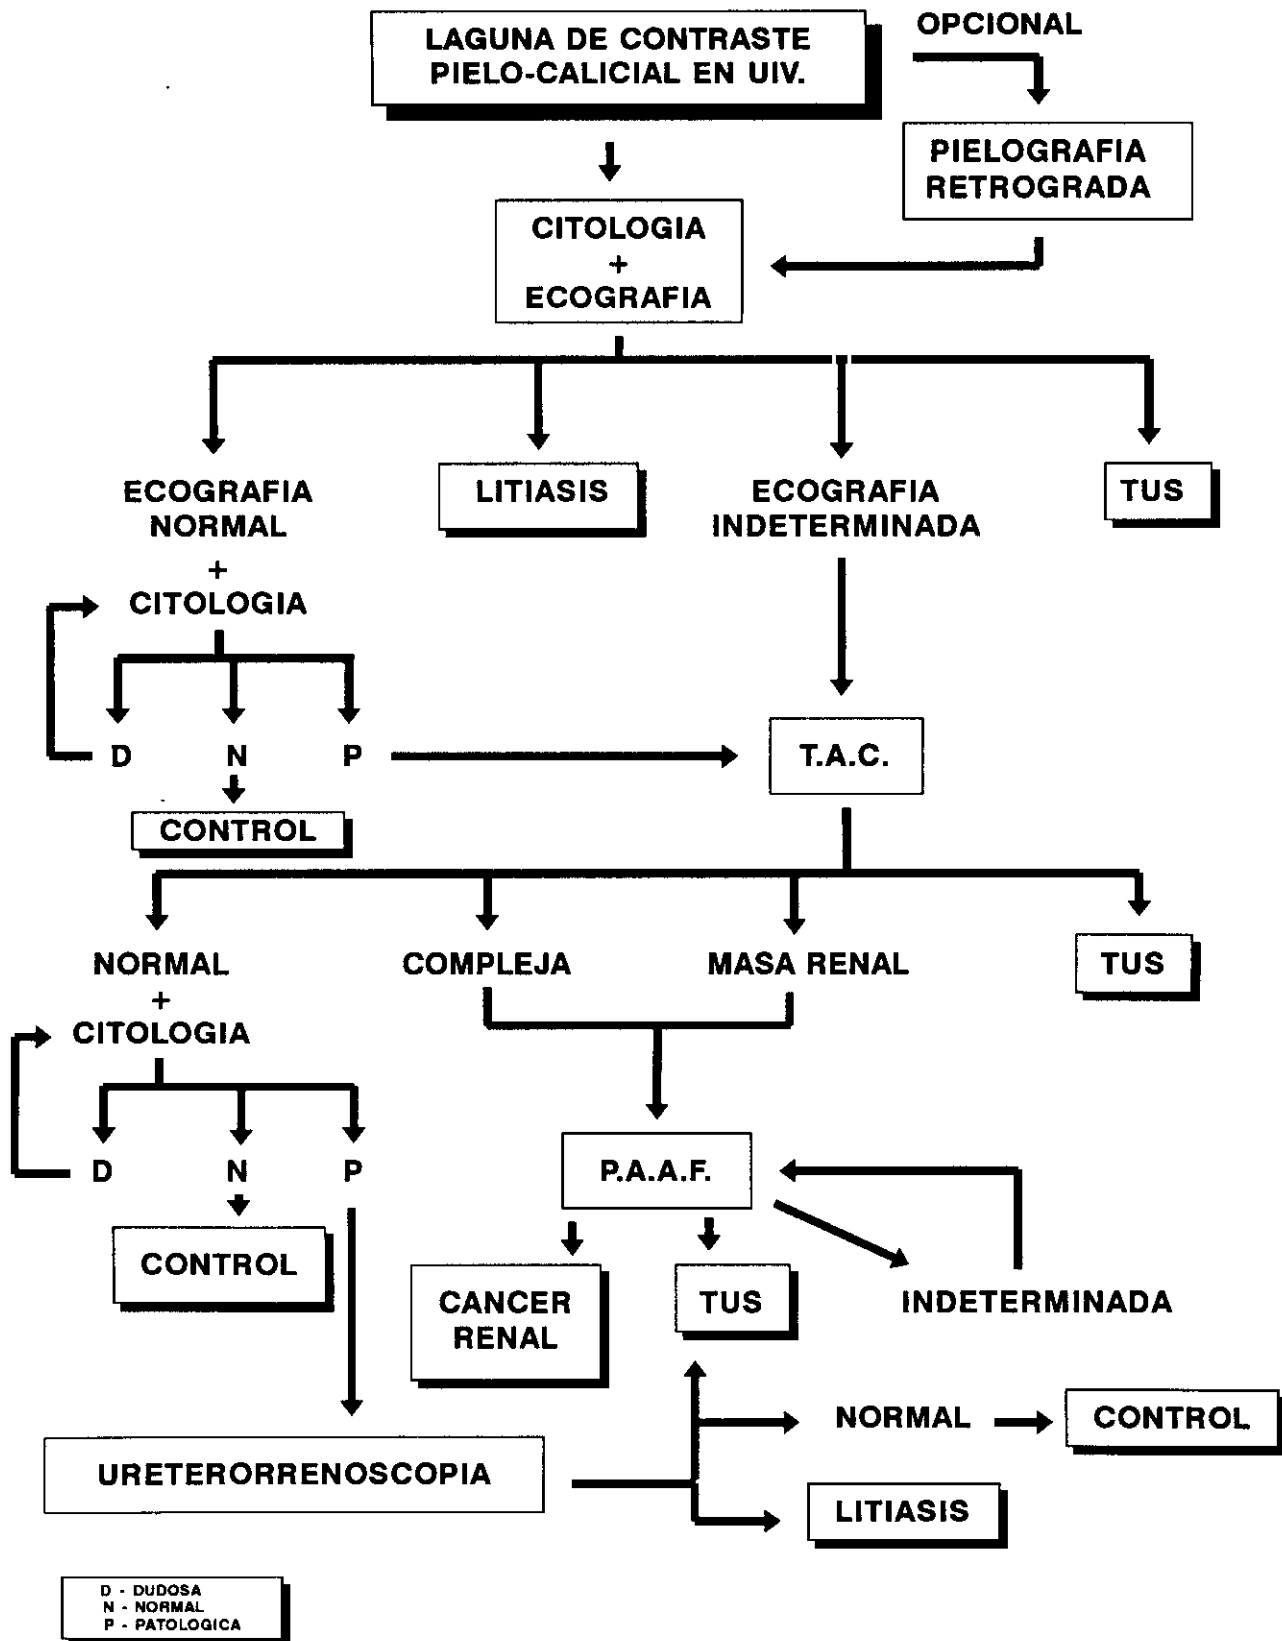 LAGUNA DE CONTRASTE
PIELO-CALICIAL EN UIV.
OPCIONAL
PIELOGRAFIA
RETROGRADA
CITOLOGIA
+
ECOGRAFIA
ECOGRAFIA
NORMAL
+
CITOLOGIA
LITIASIS
ECOGRAFIA
INDETERMINADA
TUS
D N P
T.A.C.
CONTROL
NORMAL
+
CITOLOGIA
COMPLEJA
MASA RENAL
TUS
D N P
P.A.A.F.
CONTROL
CANCER
RENAL
TUS
INDETERMINADA
NORMAL
CONTROL
URETERORRENOSCOPIA
LITIASIS
D - DUDOSA
N - NORMAL
P - PATOLOGICA